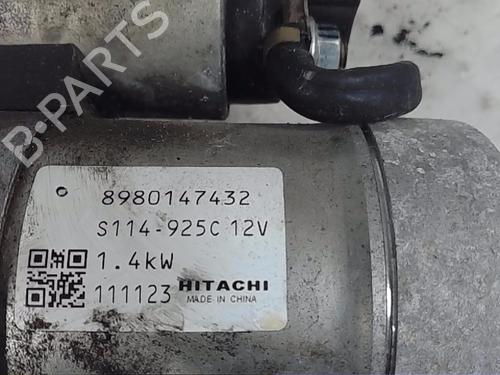 B-PARTS
8980147432
S114-925C 12V
1.4kW
111123 HITACHI
MADE IN CHINA